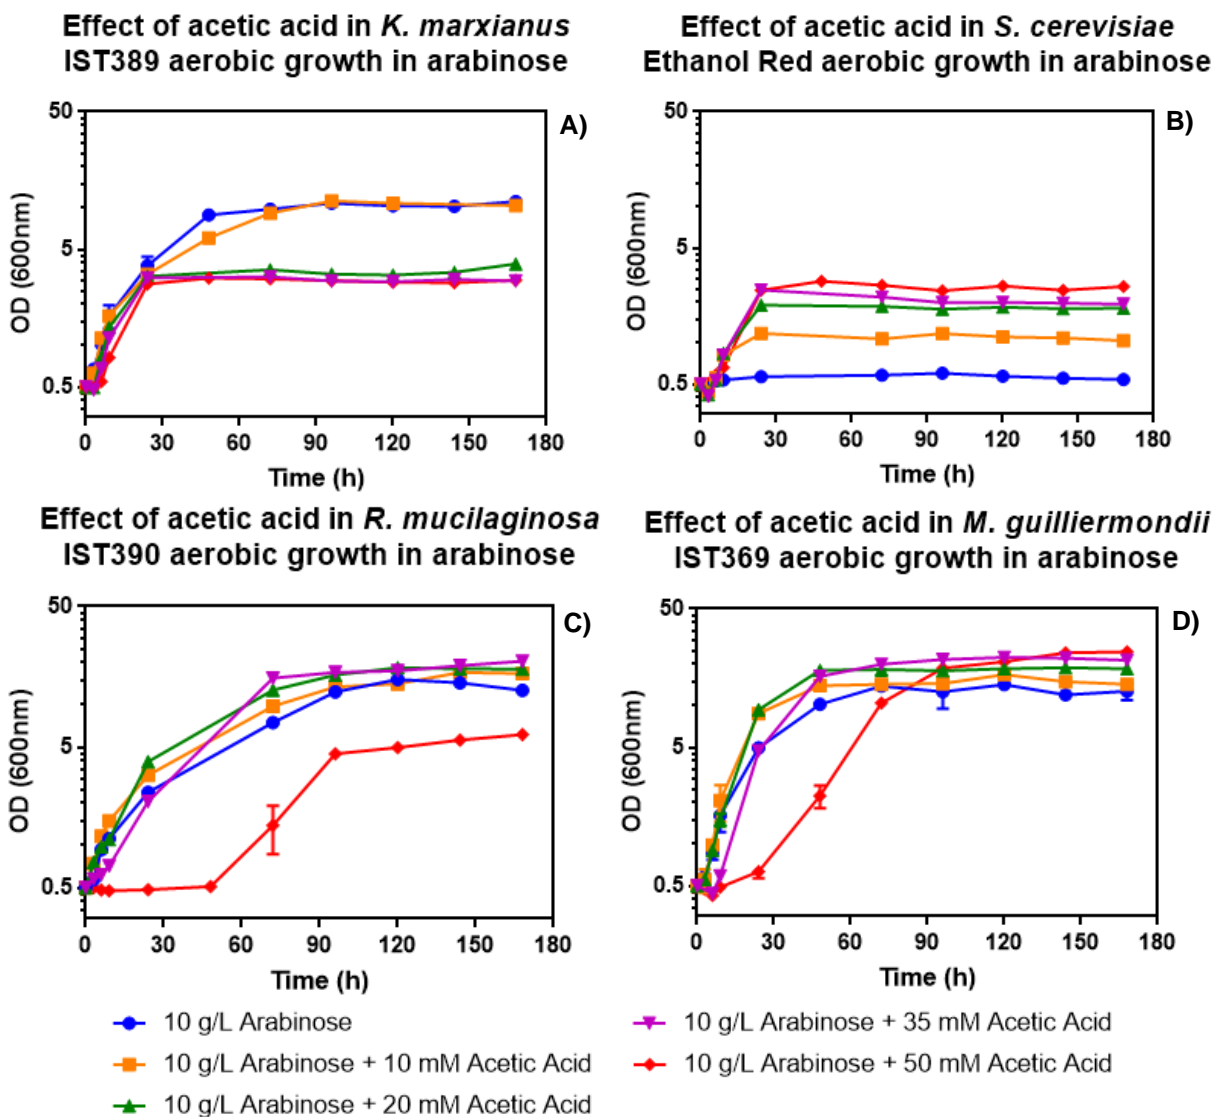 Effect of acetic acid in K. marxianus
IST389 aerobic growth in arabinose
A)
50
5
0.5
OD (600nm)
0 30 60 90 120 150 180
Time (h)
Effect of acetic acid in S. cerevisiae
Ethanol Red aerobic growth in arabinose
B)
50
5
0.5
OD (600nm)
0 30 60 90 120 150 180
Time (h)
Effect of acetic acid in R. mucilaginosa
IST390 aerobic growth in arabinose
C)
50
5
0.5
OD (600nm)
0 30 60 90 120 150 180
Time (h)
Effect of acetic acid in M. guilliermondii
IST369 aerobic growth in arabinose
D)
50
5
0.5
OD (600nm)
0 30 60 90 120 150 180
Time (h)
10 g/L Arabinose
10 g/L Arabinose + 10 mM Acetic Acid
10 g/L Arabinose + 20 mM Acetic Acid
10 g/L Arabinose + 35 mM Acetic Acid
10 g/L Arabinose + 50 mM Acetic Acid